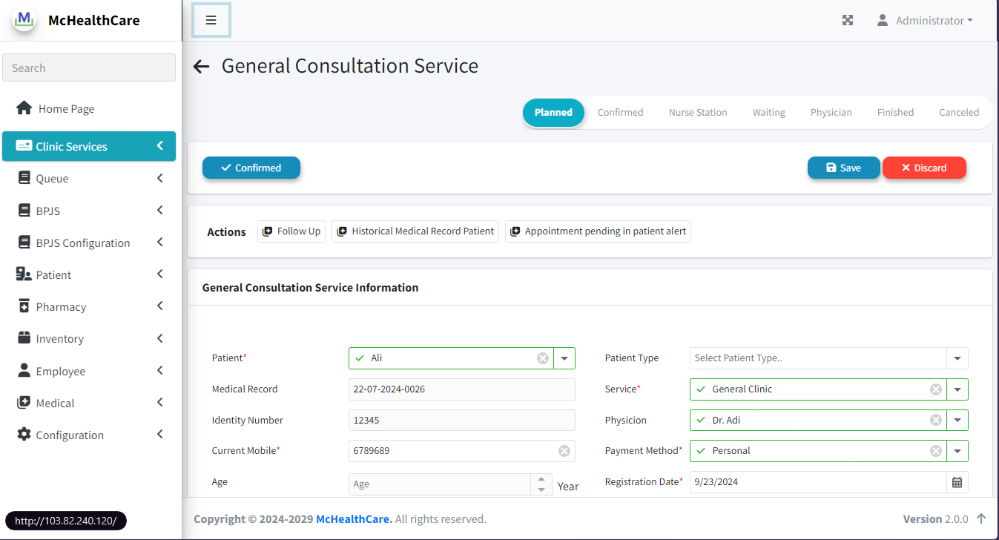 M McHealthCare
Administrator
Search
General Consultation Service
Home Page
Planned Confirmed Nurse Station Waiting Physician Finished Canceled
Clinic Services
Confirmed Save Discard
Queue
BPJS
Actions Follow Up Historical Medical Record Patient Appointment pending in patient alert
BPJS Configuration
Patient
General Consultation Service Information
Pharmacy
Inventory
Employee
Medical
Configuration
Patient* Ali Patient Type Select Patient Type..
Medical Record 22-07-2024-0026 Service* General Clinic
Identity Number 12345 Physicion Dr. Adi
Current Mobile* 6789689 Payment Method* Personal
Age Age Year Registration Date* 9/23/2024
http://103.82.240.120/
Copyright © 2024-2029 McHealthCare. All rights reserved. Version 2.0.0